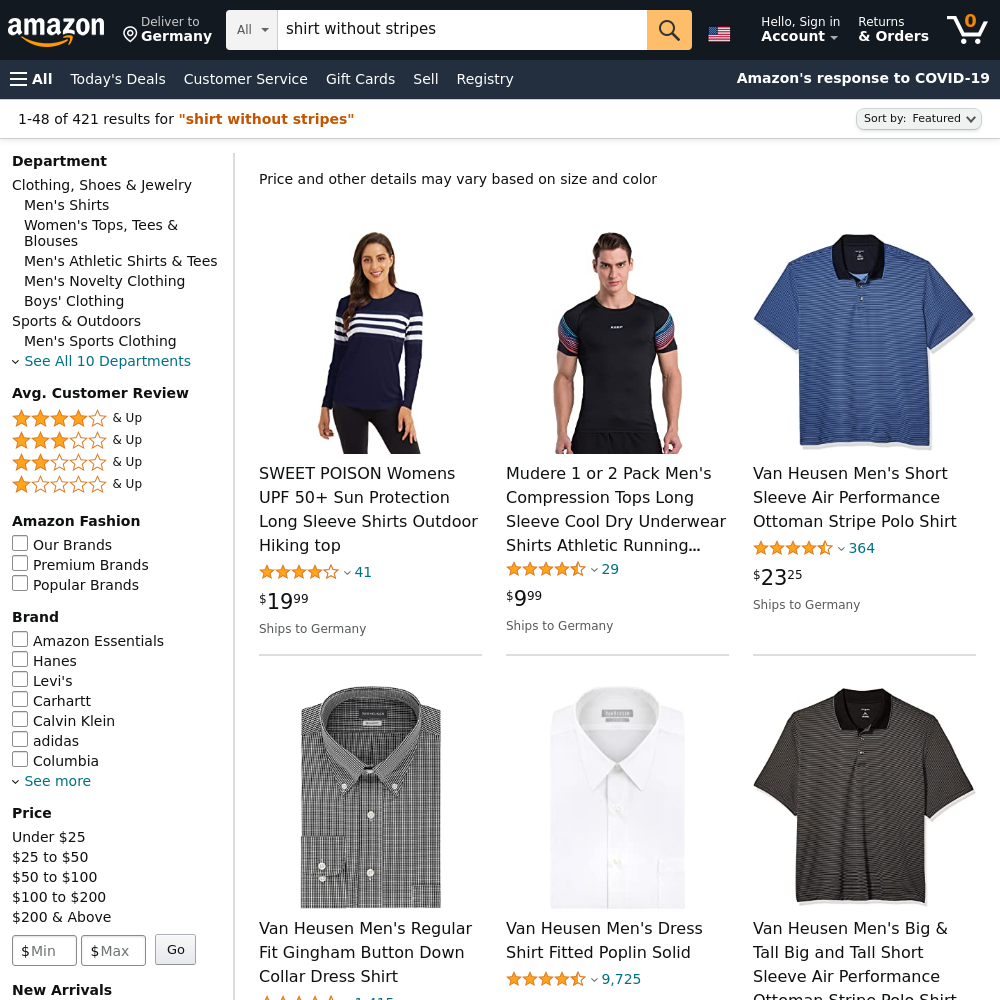 amazon
Deliver to
Germany
All
shirt without stripes
Hello, Sign in
Account
Returns
& Orders
0
All
Today's Deals
Customer Service
Gift Cards
Sell
Registry
Amazon's response to COVID-19
1-48 of 421 results for "shirt without stripes"
Sort by: Featured
Department
Clothing, Shoes & Jewelry
Men's Shirts
Women's Tops, Tees &
Blouses
Men's Athletic Shirts & Tees
Men's Novelty Clothing
Boys' Clothing
Sports & Outdoors
Men's Sports Clothing
See All 10 Departments
Avg. Customer Review
& Up
& Up
& Up
& Up
Amazon Fashion
Our Brands
Premium Brands
Popular Brands
Brand
Amazon Essentials
Hanes
Levi's
Carhartt
Calvin Klein
adidas
Columbia
See more
Price
Under $25
$25 to $50
$50 to $100
$100 to $200
$200 & Above
$ Min
$ Max
Go
New Arrivals
Price and other details may vary based on size and color
SWEET POISON Womens
UPF 50+ Sun Protection
Long Sleeve Shirts Outdoor
Hiking top
41
$19 99
Ships to Germany
Mudere 1 or 2 Pack Men's
Compression Tops Long
Sleeve Cool Dry Underwear
Shirts Athletic Running...
29
$9 99
Ships to Germany
Van Heusen Men's Short
Sleeve Air Performance
Ottoman Stripe Polo Shirt
364
$23 25
Ships to Germany
Van Heusen Men's Regular
Fit Gingham Button Down
Collar Dress Shirt
1,415
Van Heusen Men's Dress
Shirt Fitted Poplin Solid
9,725
Van Heusen Men's Big &
Tall Big and Tall Short
Sleeve Air Performance
Ottoman Stripe Polo Shirt